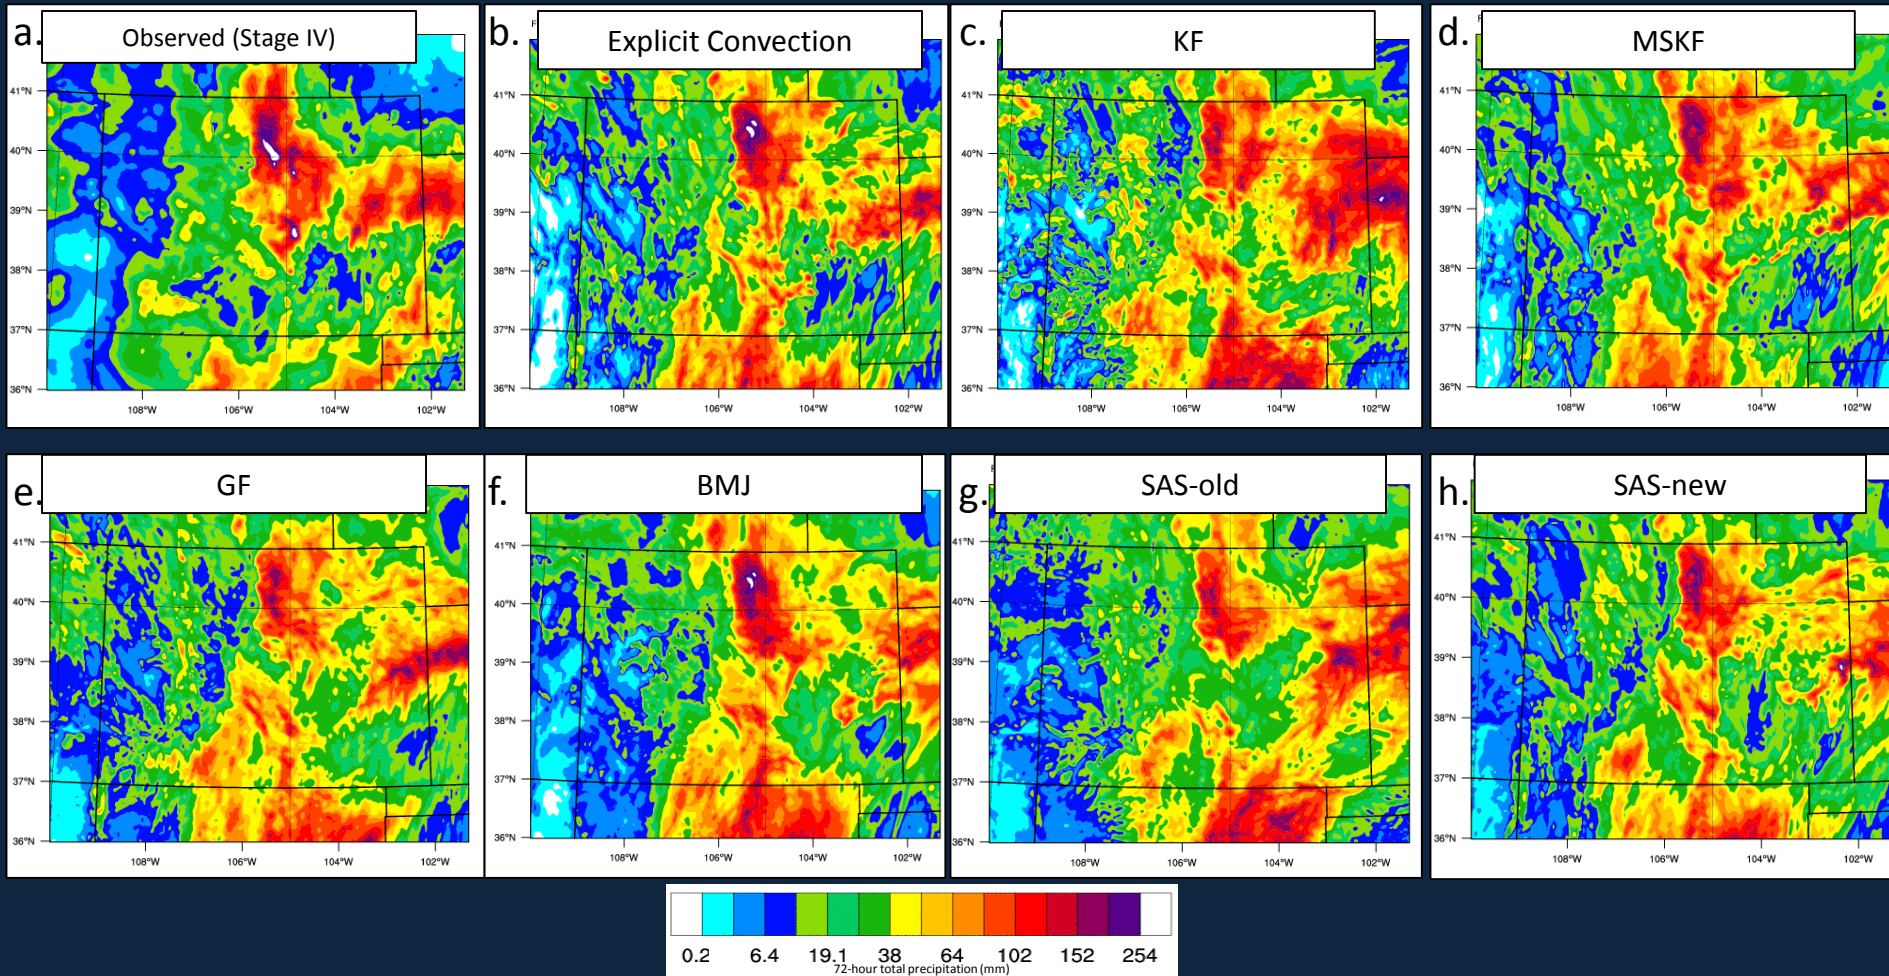 a. Observed (Stage IV)
41°N
40°N
39°N
38°N
37°N
36°N
108°W 106°W 104°W 102°W
b. Explicit Convection
41°N
40°N
39°N
38°N
37°N
36°N
108°W 106°W 104°W 102°W
c. KF
41°N
40°N
39°N
38°N
37°N
36°N
108°W 106°W 104°W 102°W
d. MSKF
41°N
40°N
39°N
38°N
37°N
36°N
108°W 106°W 104°W 102°W
e. GF
41°N
40°N
39°N
38°N
37°N
36°N
108°W 106°W 104°W 102°W
f. BMJ
41°N
40°N
39°N
38°N
37°N
36°N
108°W 106°W 104°W 102°W
g. SAS-old
41°N
40°N
39°N
38°N
37°N
36°N
108°W 106°W 104°W 102°W
h. SAS-new
41°N
40°N
39°N
38°N
37°N
36°N
108°W 106°W 104°W 102°W
0.2 6.4 19.1 38 64 102 152 254
72-hour total precipitation (mm)